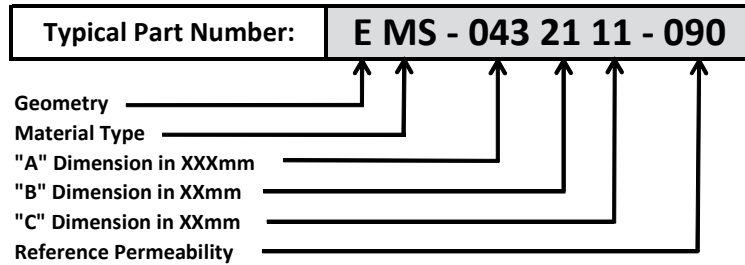 Typical Part Number: E MS - 043 21 11 - 090
Geometry
Material Type
"A" Dimension in XXXmm
"B" Dimension in XXmm
"C" Dimension in XXmm
Reference Permeability